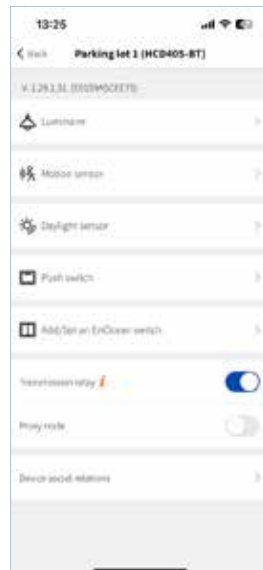 13:25
Back
Parking lot 1 (HCD405-BT)
Luminaire
Motion sensor
Daylight sensor
Push switch
Add/Set an EnOcean switch
Transmission relay i
Proxy node
Device social relations